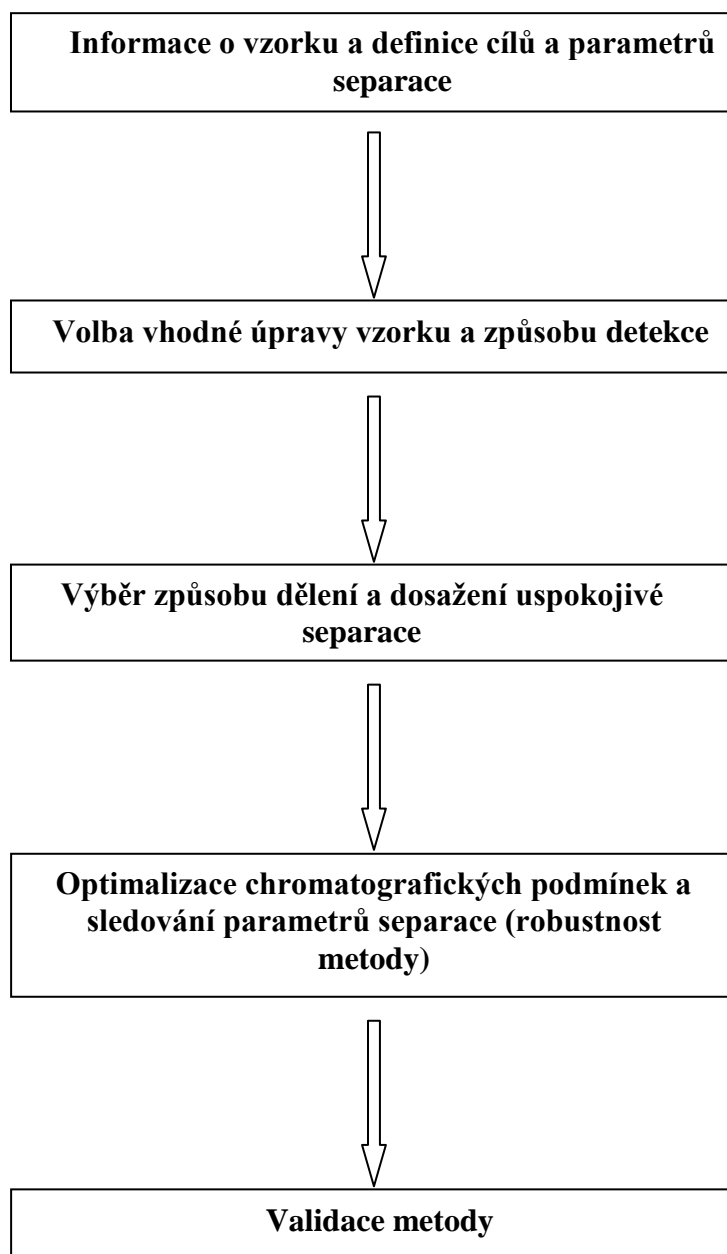 Informace o vzorku a definice cílů a parametrů
separace
Volba vhodné úpravy vzorku a způsobu detekce
Výběr způsobu dělení a dosažení uspokojivé
separace
Optimalizace chromatografických podmínek a
sledování parametrů separace (robustnost
metody)
Validace metody